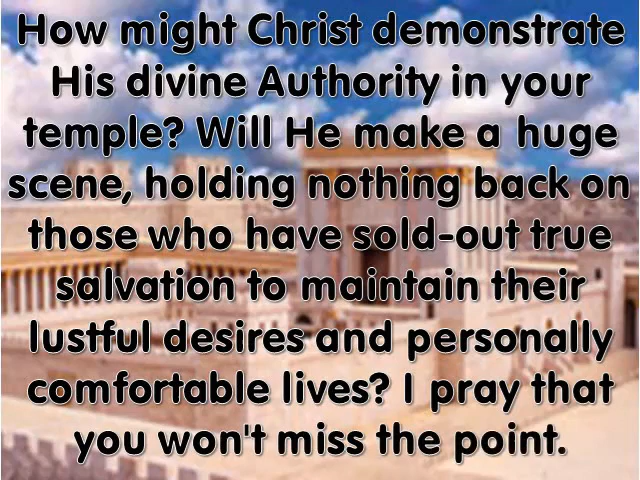 How might Christ demonstrate
His divine Authority in your
temple? Will He make a huge
scene, holding nothing back on
those who have sold-out true
salvation to maintain their
lustful desires and personally
comfortable lives? I pray that
you won't miss the point.